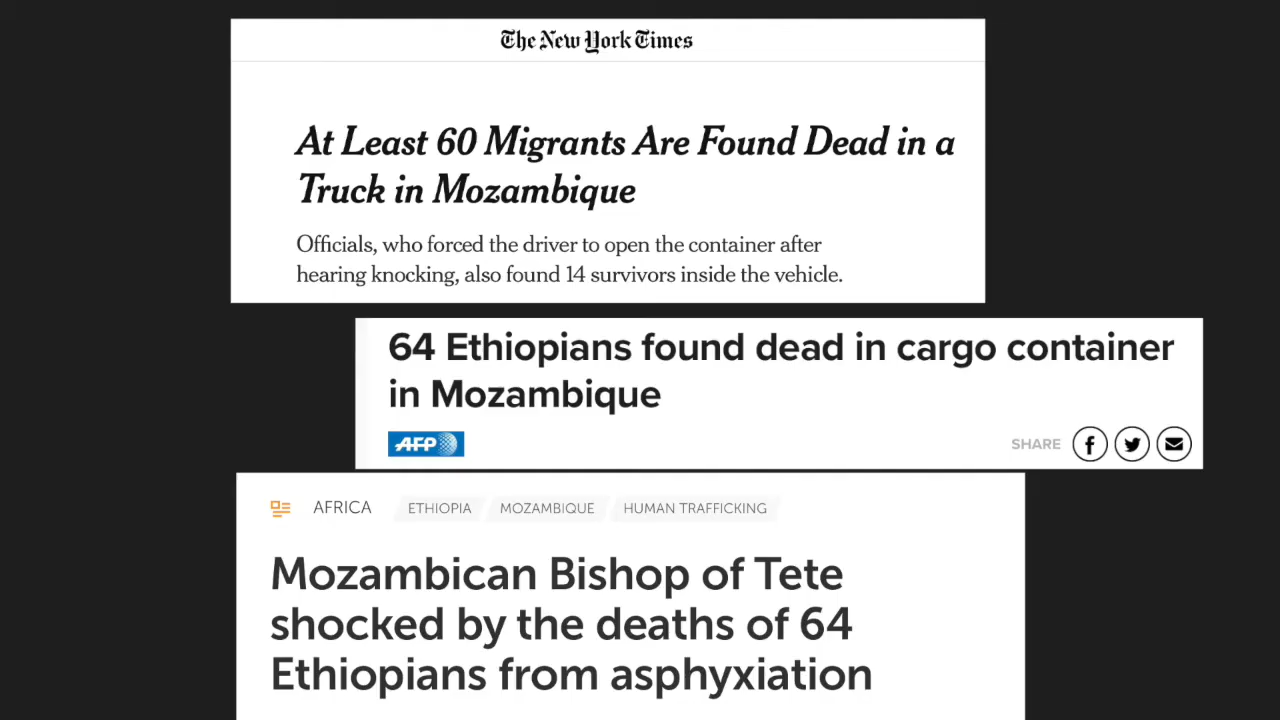 The New York Times
At Least 60 Migrants Are Found Dead in a
Truck in Mozambique
Officials, who forced the driver to open the container after
hearing knocking, also found 14 survivors inside the vehicle.
64 Ethiopians found dead in cargo container
in Mozambique
AFP
SHARE
AFRICA ETHIOPIA MOZAMBIQUE HUMAN TRAFFICKING
Mozambican Bishop of Tete
shocked by the deaths of 64
Ethiopians from asphyxiation